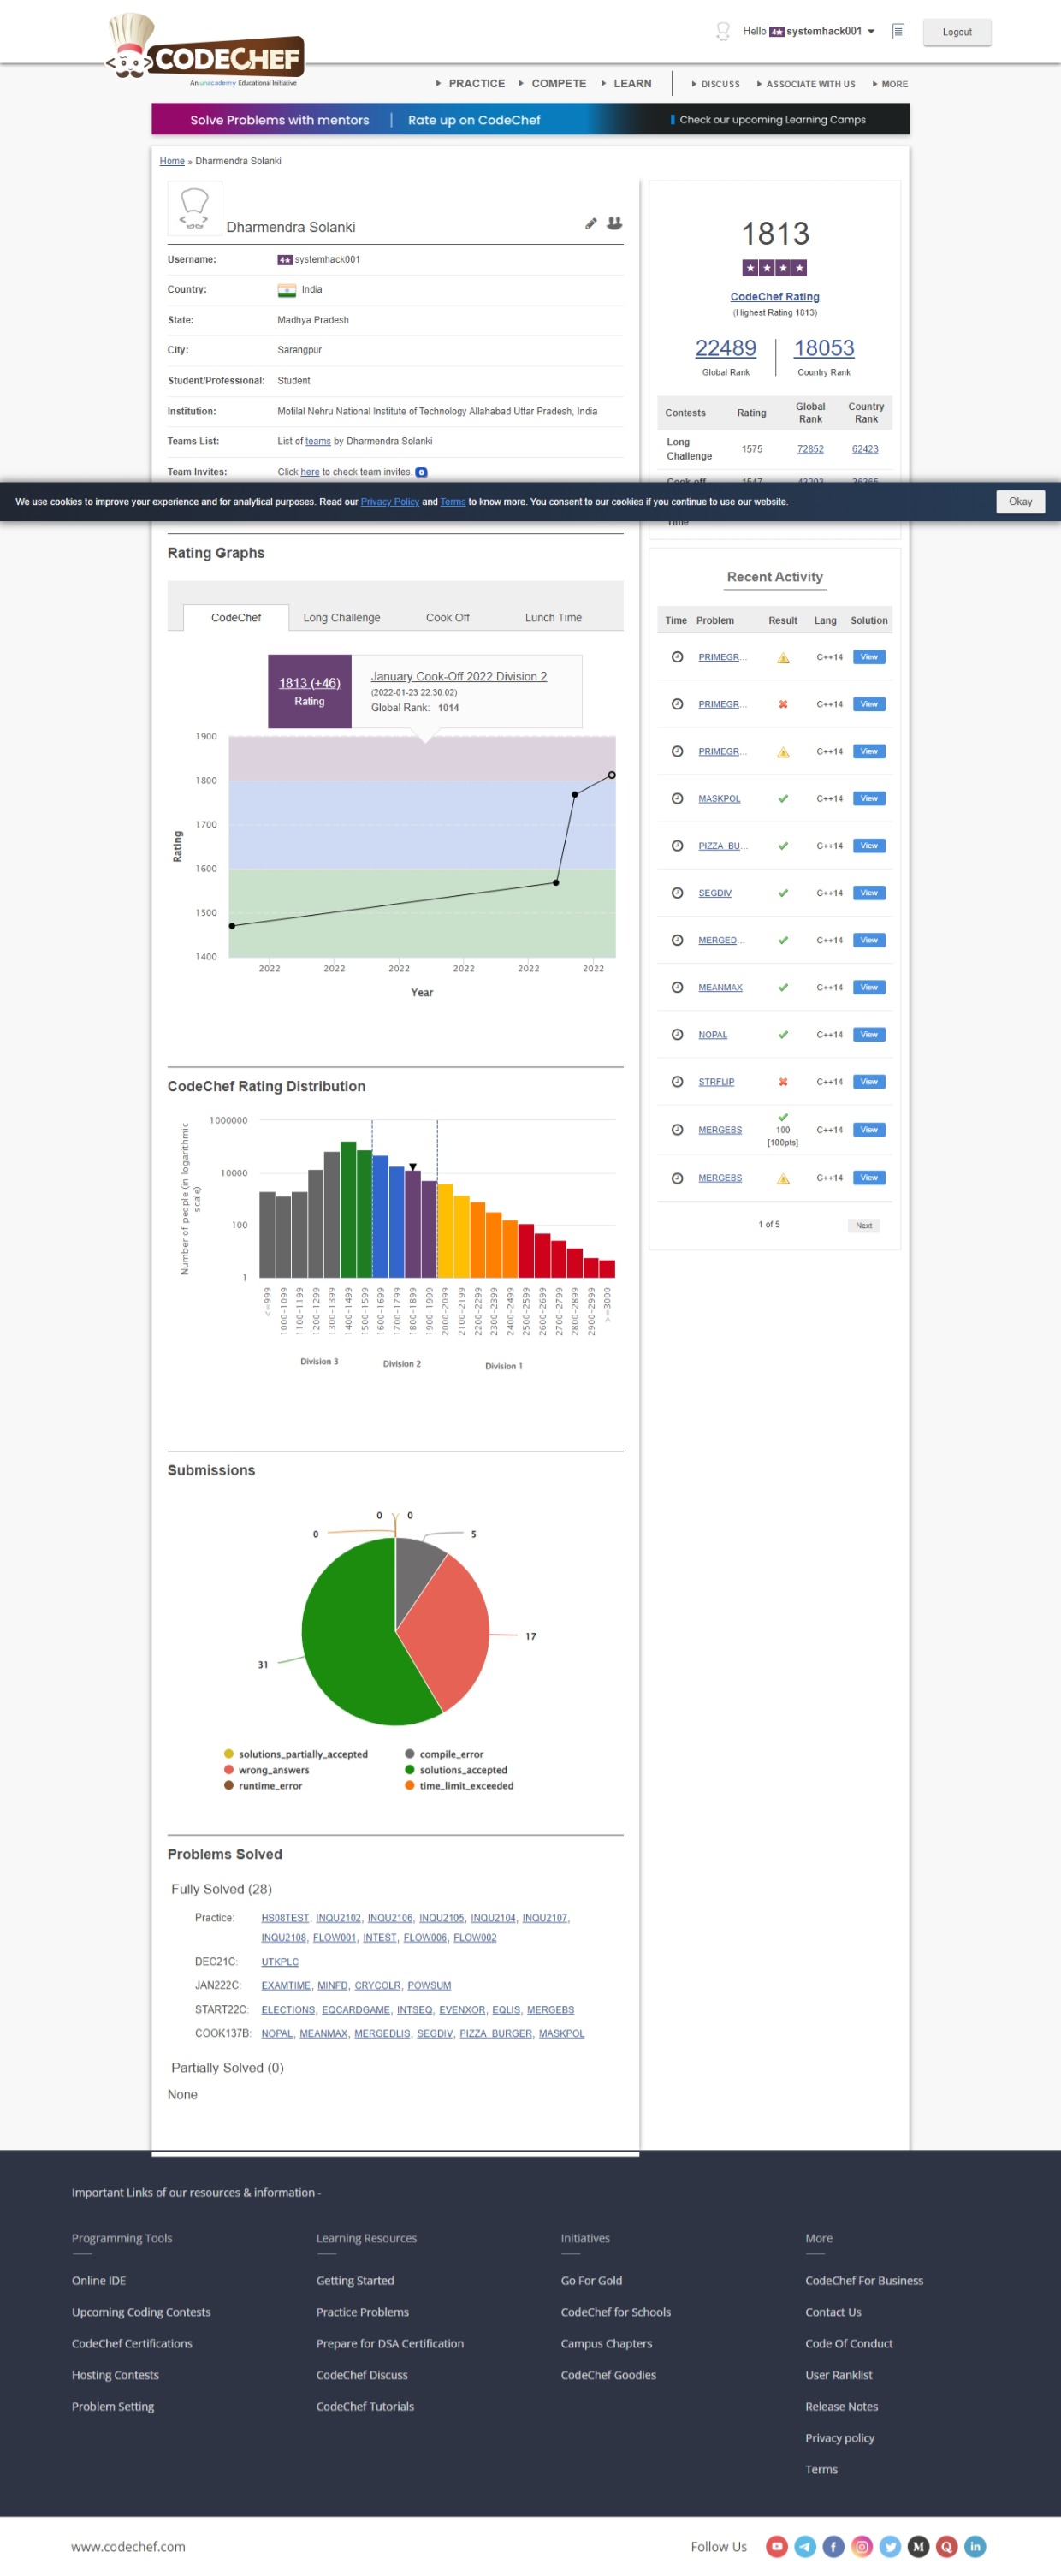 CODECHEF
An unacademy Educational Initiative
Hello 4★ systemhack001
Logout
PRACTICE COMPETE LEARN DISCUSS ASSOCIATE WITH US MORE
Solve Problems with mentors | Rate up on CodeChef Check our upcoming Learning Camps
Home » Dharmendra Solanki
Dharmendra Solanki
Username: 4★ systemhack001
Country: India
State: Madhya Pradesh
City: Sarangpur
Student/Professional: Student
Institution: Motilal Nehru National Institute of Technology Allahabad Uttar Pradesh, India
Teams List: List of teams by Dharmendra Solanki
Team Invites: Click here to check team invites. 0
1813
★★★★
CodeChef Rating
(Highest Rating 1813)
22489 18053
Global Rank Country Rank
Contests Rating Global Rank Country Rank
Long Challenge 1575 72852 62423
We use cookies to improve your experience and for analytical purposes. Read our Privacy Policy and Terms to know more. You consent to our cookies if you continue to use our website. Okay
Time
Rating Graphs
CodeChef Long Challenge Cook Off Lunch Time
1813 (+46)
Rating
January Cook-Off 2022 Division 2
(2022-01-23 22:30:02)
Global Rank: 1014
1900
1800
1700
1600
1500
1400
Rating
2022 2022 2022 2022 2022 2022
Year
CodeChef Rating Distribution
1000000
10000
100
1
Number of people (in logarithmic scale)
<=999 1000-1099 1100-1199 1200-1299 1300-1399 1400-1499 1500-1599 1600-1699 1700-1799 1800-1899 1900-1999 2000-2099 2100-2199 2200-2299 2300-2399 2400-2499 2500-2599 2600-2699 2700-2799 2800-2899 2900-2999 >=3000
Division 3 Division 2 Division 1
Submissions
0 0
0 5
17
31
solutions_partially_accepted compile_error
wrong_answers solutions_accepted
runtime_error time_limit_exceeded
Problems Solved
Fully Solved (28)
Practice: HS08TEST, INQU2102, INQU2106, INQU2105, INQU2104, INQU2107,
INQU2108, FLOW001, INTEST, FLOW006, FLOW002
DEC21C: UTKPLC
JAN222C: EXAMTIME, MINFD, CRYCOLR, POWSUM
START22C: ELECTIONS, EQCARDGAME, INTSEQ, EVENXOR, EQLIS, MERGEBS
COOK137B: NOPAL, MEANMAX, MERGEDLIS, SEGDIV, PIZZA_BURGER, MASKPOL
Partially Solved (0)
None
Recent Activity
Time Problem Result Lang Solution
PRIMEGR... C++14 View
PRIMEGR... C++14 View
PRIMEGR... C++14 View
MASKPOL C++14 View
PIZZA_BU... C++14 View
SEGDIV C++14 View
MERGED... C++14 View
MEANMAX C++14 View
NOPAL C++14 View
STRFLIP C++14 View
MERGEBS 100 [100pts] C++14 View
MERGEBS C++14 View
1 of 5 Next
Important Links of our resources & information -
Programming Tools Learning Resources Initiatives More
Online IDE Getting Started Go For Gold CodeChef For Business
Upcoming Coding Contests Practice Problems CodeChef for Schools Contact Us
CodeChef Certifications Prepare for DSA Certification Campus Chapters Code Of Conduct
Hosting Contests CodeChef Discuss CodeChef Goodies User Ranklist
Problem Setting CodeChef Tutorials Release Notes
Privacy policy
Terms
www.codechef.com Follow Us